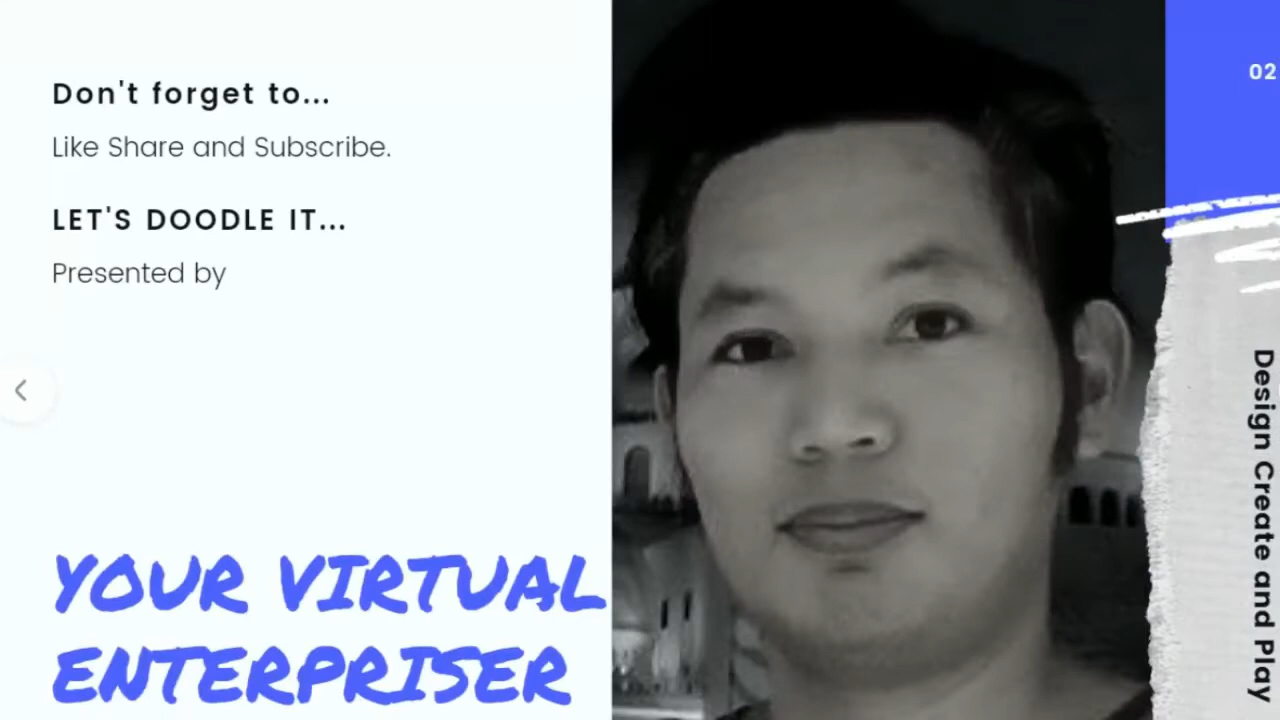 Don't forget to...
Like Share and Subscribe.
LET'S DOODLE IT...
Presented by
YOUR VIRTUAL
ENTERPRISER
02
Design Create and Play